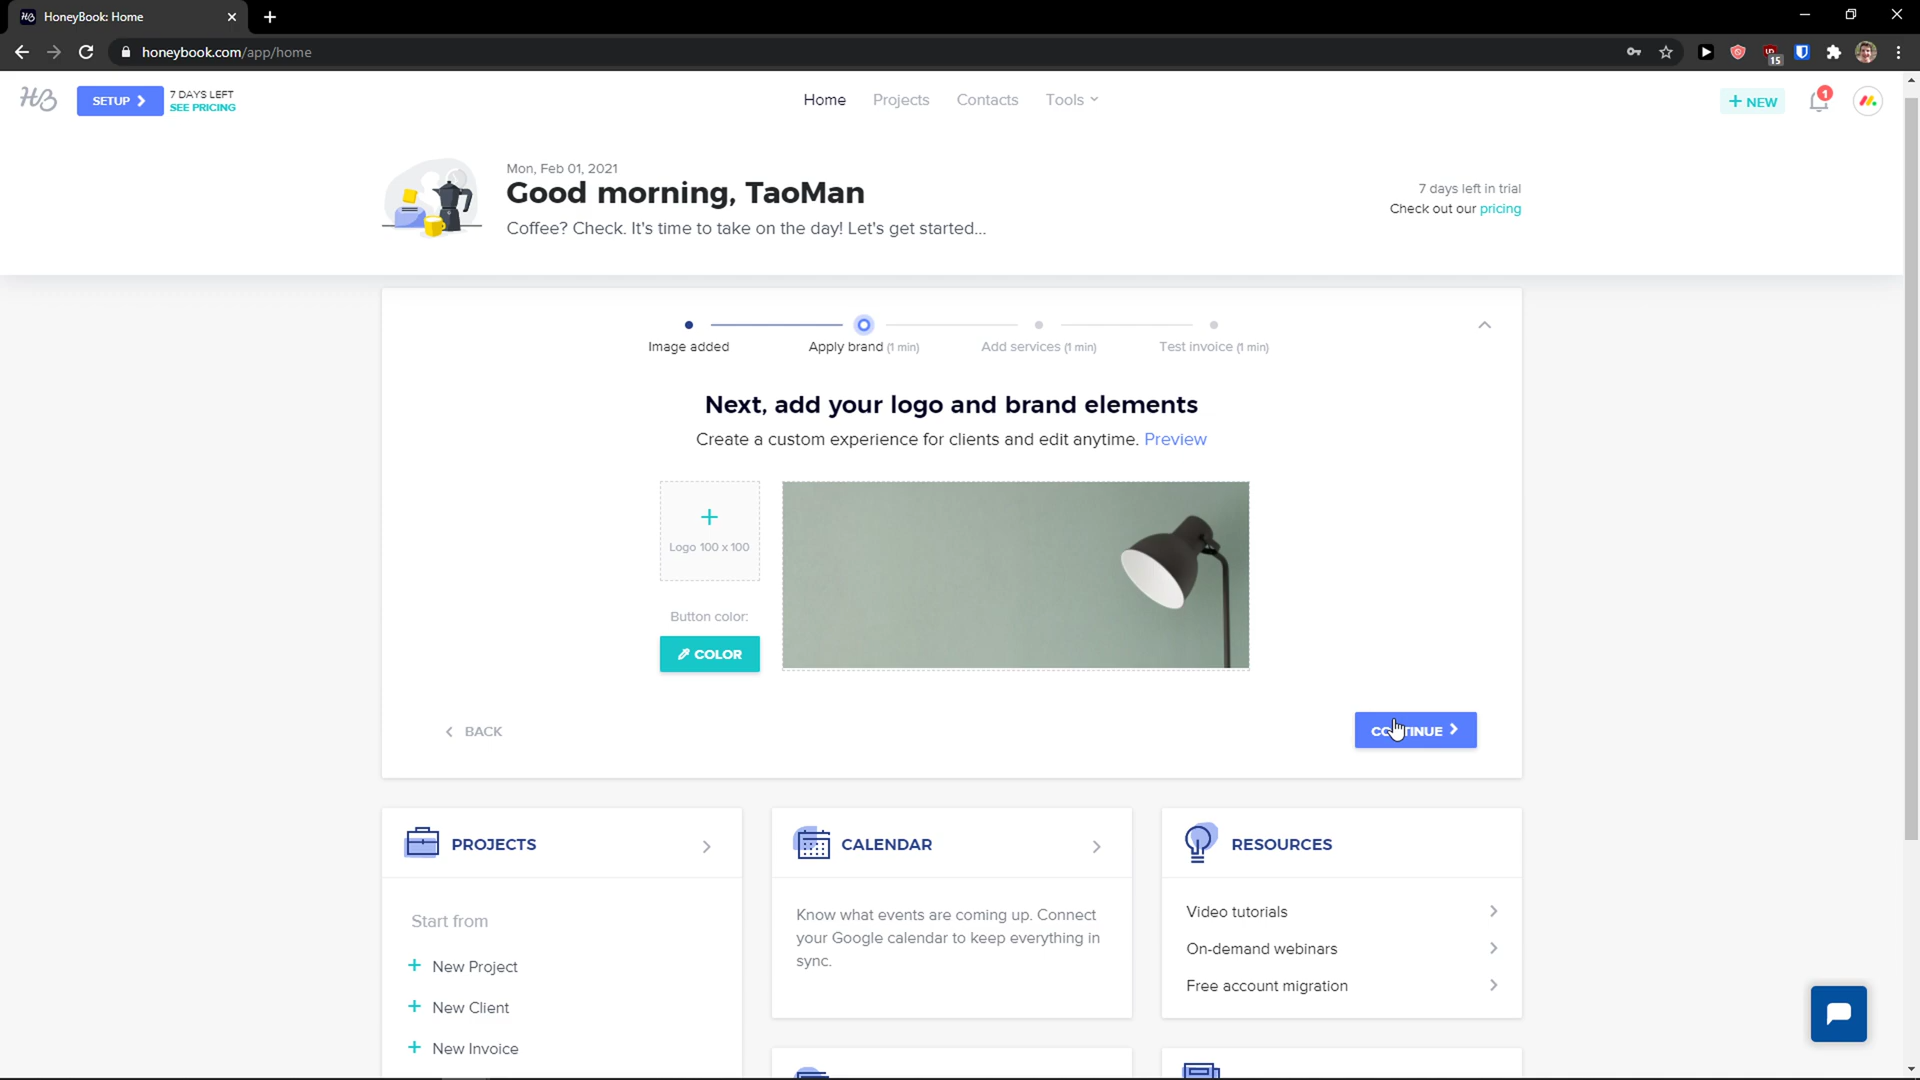 HoneyBook: Home
honeybook.com/app/home
15
HB
SETUP
7 DAYS LEFT
SEE PRICING
Home
Projects
Contacts
Tools
+ NEW
1
Mon, Feb 01, 2021
Good morning, TaoMan
Coffee? Check. It's time to take on the day! Let's get started...
7 days left in trial
Check out our pricing
Image added
Apply brand (1 min)
Add services (1 min)
Test invoice (1 min)
Next, add your logo and brand elements
Create a custom experience for clients and edit anytime. Preview
+
Logo 100 x 100
Button color:
COLOR
BACK
CONTINUE
PROJECTS
Start from
+ New Project
+ New Client
+ New Invoice
CALENDAR
Know what events are coming up. Connect
your Google calendar to keep everything in
sync.
RESOURCES
Video tutorials
On-demand webinars
Free account migration